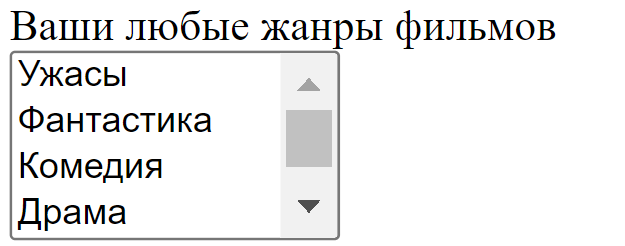 Ваши любые жанры фильмов
Ужасы
Фантастика
Комедия
Драма